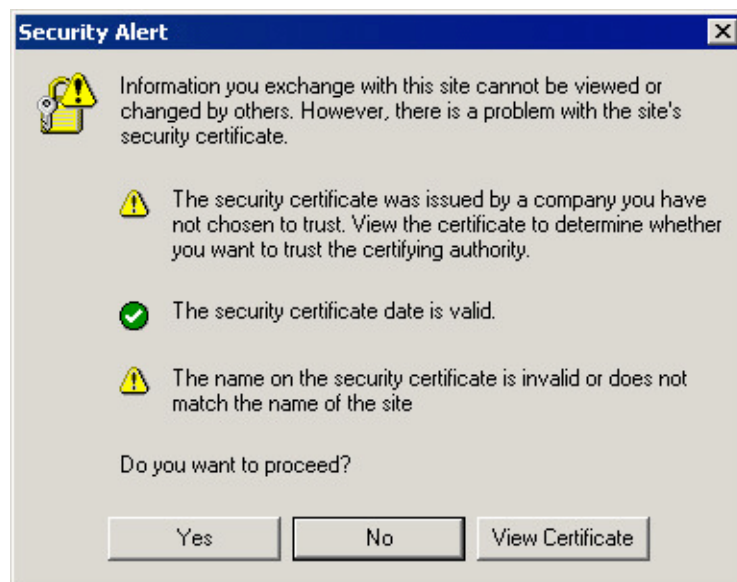 Security Alert
Information you exchange with this site cannot be viewed or
changed by others. However, there is a problem with the site's
security certificate.
The security certificate was issued by a company you have
not chosen to trust. View the certificate to determine whether
you want to trust the certifying authority.
The security certificate date is valid.
The name on the security certificate is invalid or does not
match the name of the site
Do you want to proceed?
Yes
No
View Certificate